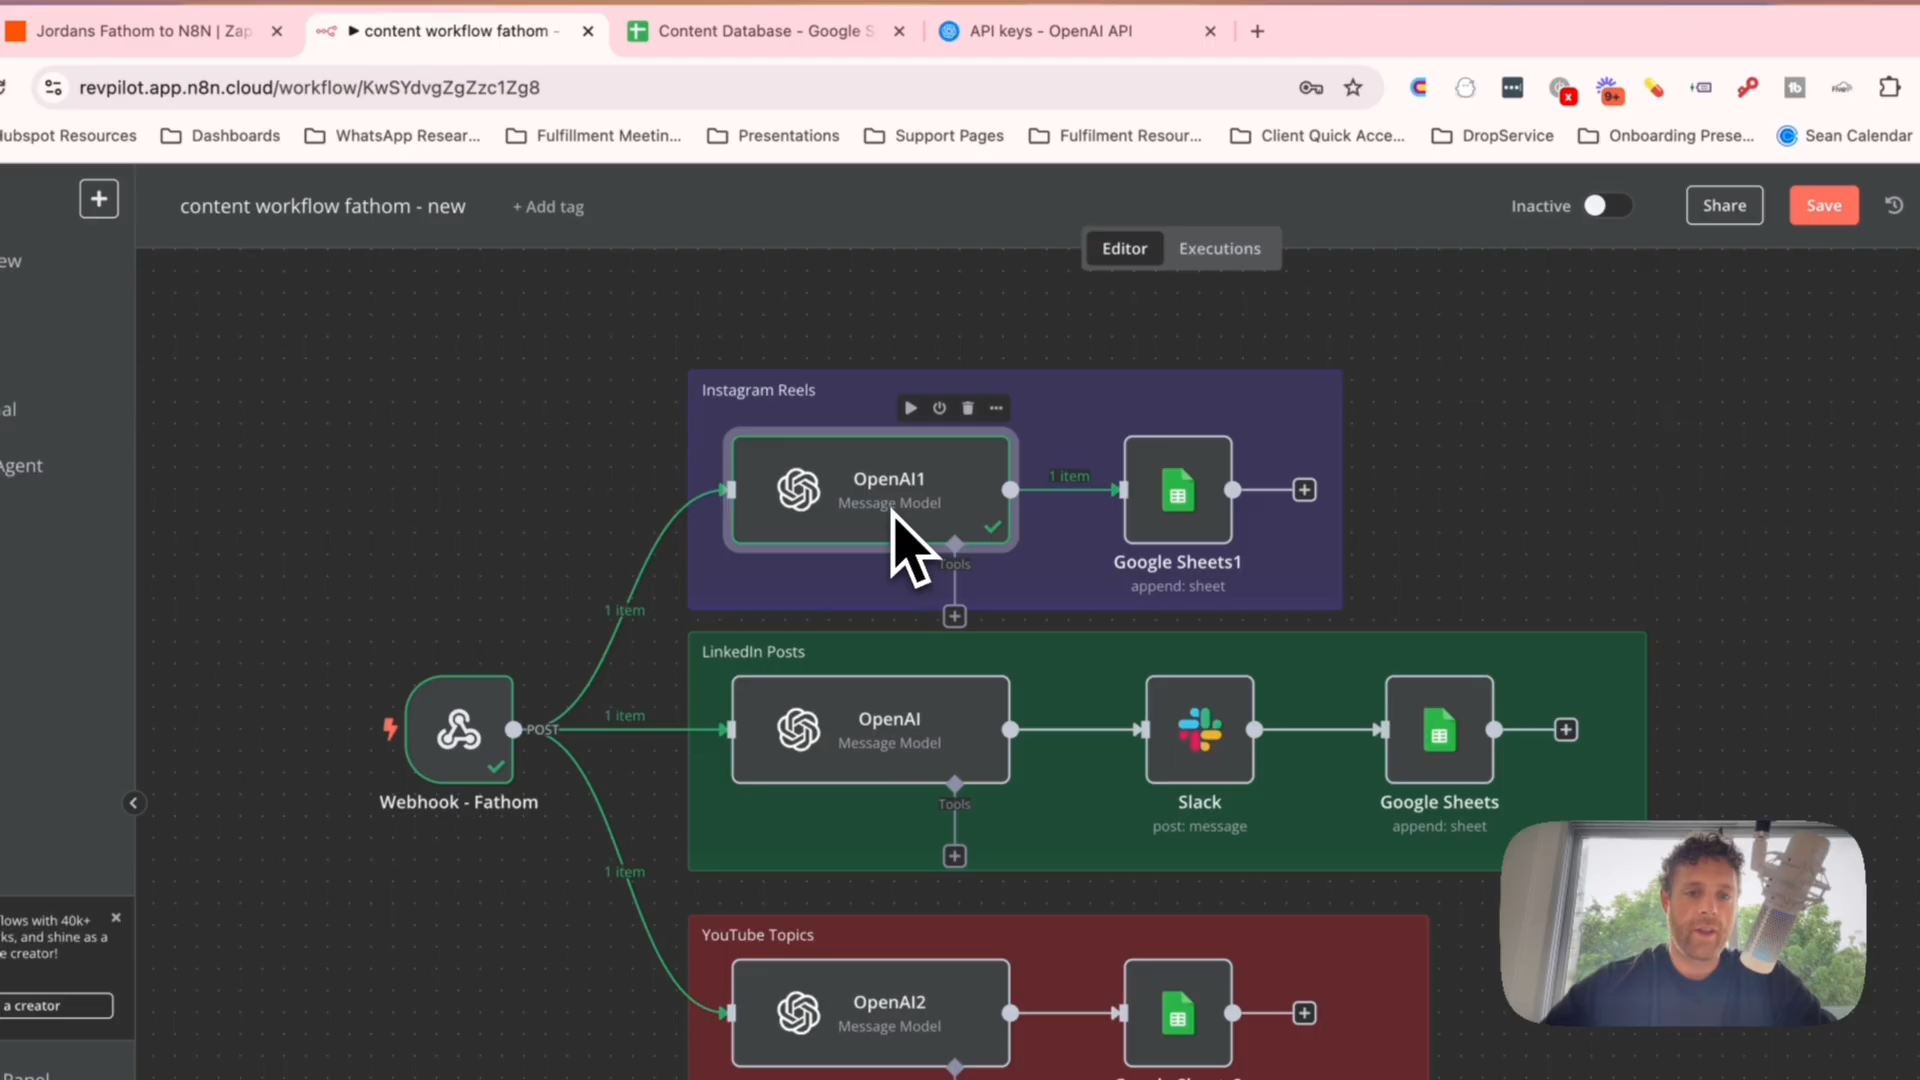 Jordans Fathom to N8N | Zap
content workflow fathom -
Content Database - Google S
API keys - OpenAI API
revpilot.app.n8n.cloud/workflow/KwSYdvgZgZzc1Zg8
x
9+
fb
Fiverr
Hubspot Resources
Dashboards
WhatsApp Resear...
Fulfillment Meetin...
Presentations
Support Pages
Fulfilment Resour...
Client Quick Acce...
DropService
Onboarding Prese...
Sean Calendar
content workflow fathom - new
+ Add tag
Inactive
Share
Save
Editor
Executions
ew
al
Agent
Instagram Reels
OpenAI1
Message Model
1 item
Tools
Google Sheets1
append: sheet
1 item
LinkedIn Posts
OpenAI
Message Model
1 item
POST
Tools
Webhook - Fathom
Slack
post: message
Google Sheets
append: sheet
1 item
YouTube Topics
OpenAI2
Message Model
lows with 40k+
ks, and shine as a
e creator!
a creator
Panel